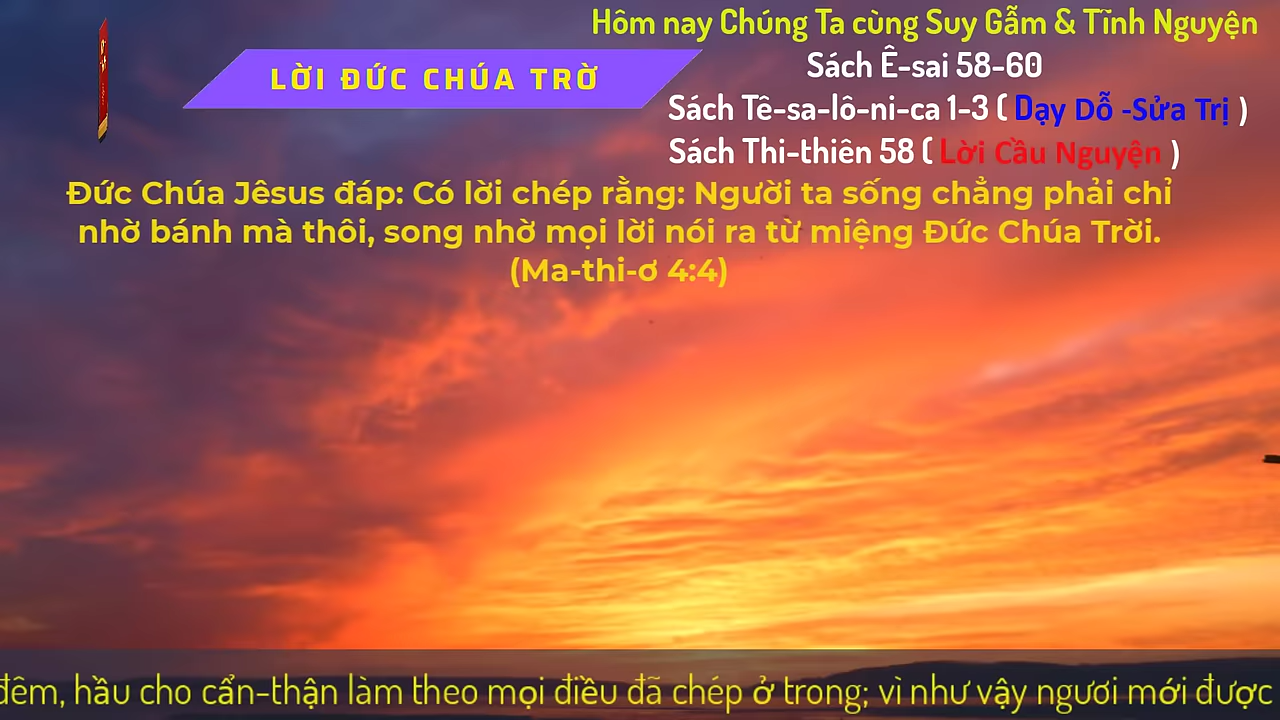 Hôm nay Chúng Ta cùng Suy Gẫm & Tĩnh Nguyện
LỜI ĐỨC CHÚA TRỜ
Sách Ê-sai 58-60
Sách Tê-sa-lô-ni-ca 1-3 ( Dạy Dỗ -Sửa Trị )
Sách Thi-thiên 58 ( Lời Cầu Nguyện )
Đức Chúa Jêsus đáp: Có lời chép rằng: Người ta sống chẳng phải chỉ
nhờ bánh mà thôi, song nhờ mọi lời nói ra từ miệng Đức Chúa Trời.
(Ma-thi-ơ 4:4)
đêm, hầu cho cẩn-thận làm theo mọi điều đã chép ở trong; vì như vậy ngươi mới được